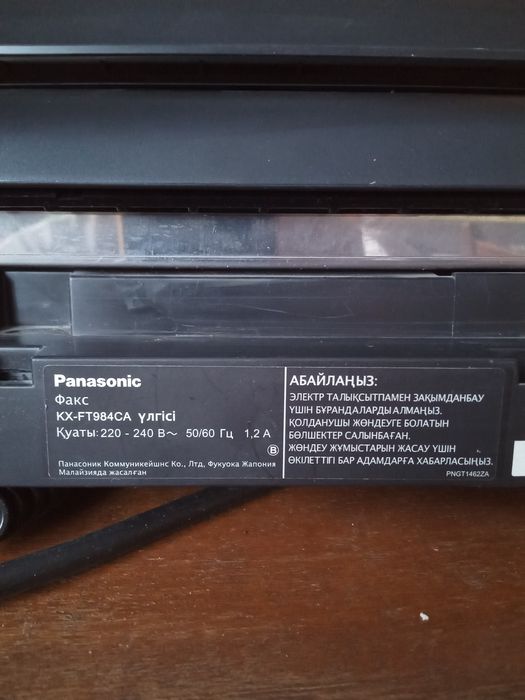 Panasonic
Факс
KX-FT984CA үлгісі
Қуаты: 220 - 240 В～ 50/60 Гц 1,2 А
B
Панасоник Коммуникейшнс Ко., Лтд, Фукуока Жапония
Малайзияда жасалған
АБАЙЛАҢЫЗ:
ЭЛЕКТР ТАЛЫҚСЫТПАМЕН ЗАҚЫМДАНБАУ
ҮШІН БҰРАНДАЛАРДЫ АЛМАҢЫЗ.
ҚОЛДАНУШЫ ЖӨНДЕУГЕ БОЛАТЫН
БӨЛШЕКТЕР САЛЫНБАҒАН.
ЖӨНДЕУ ЖҰМЫСТАРЫН ЖАСАУ ҮШІН
ӨКІЛЕТТІГІ БАР АДАМДАРҒА ХАБАРЛАСЫҢЫЗ.
PNGT1462ZA